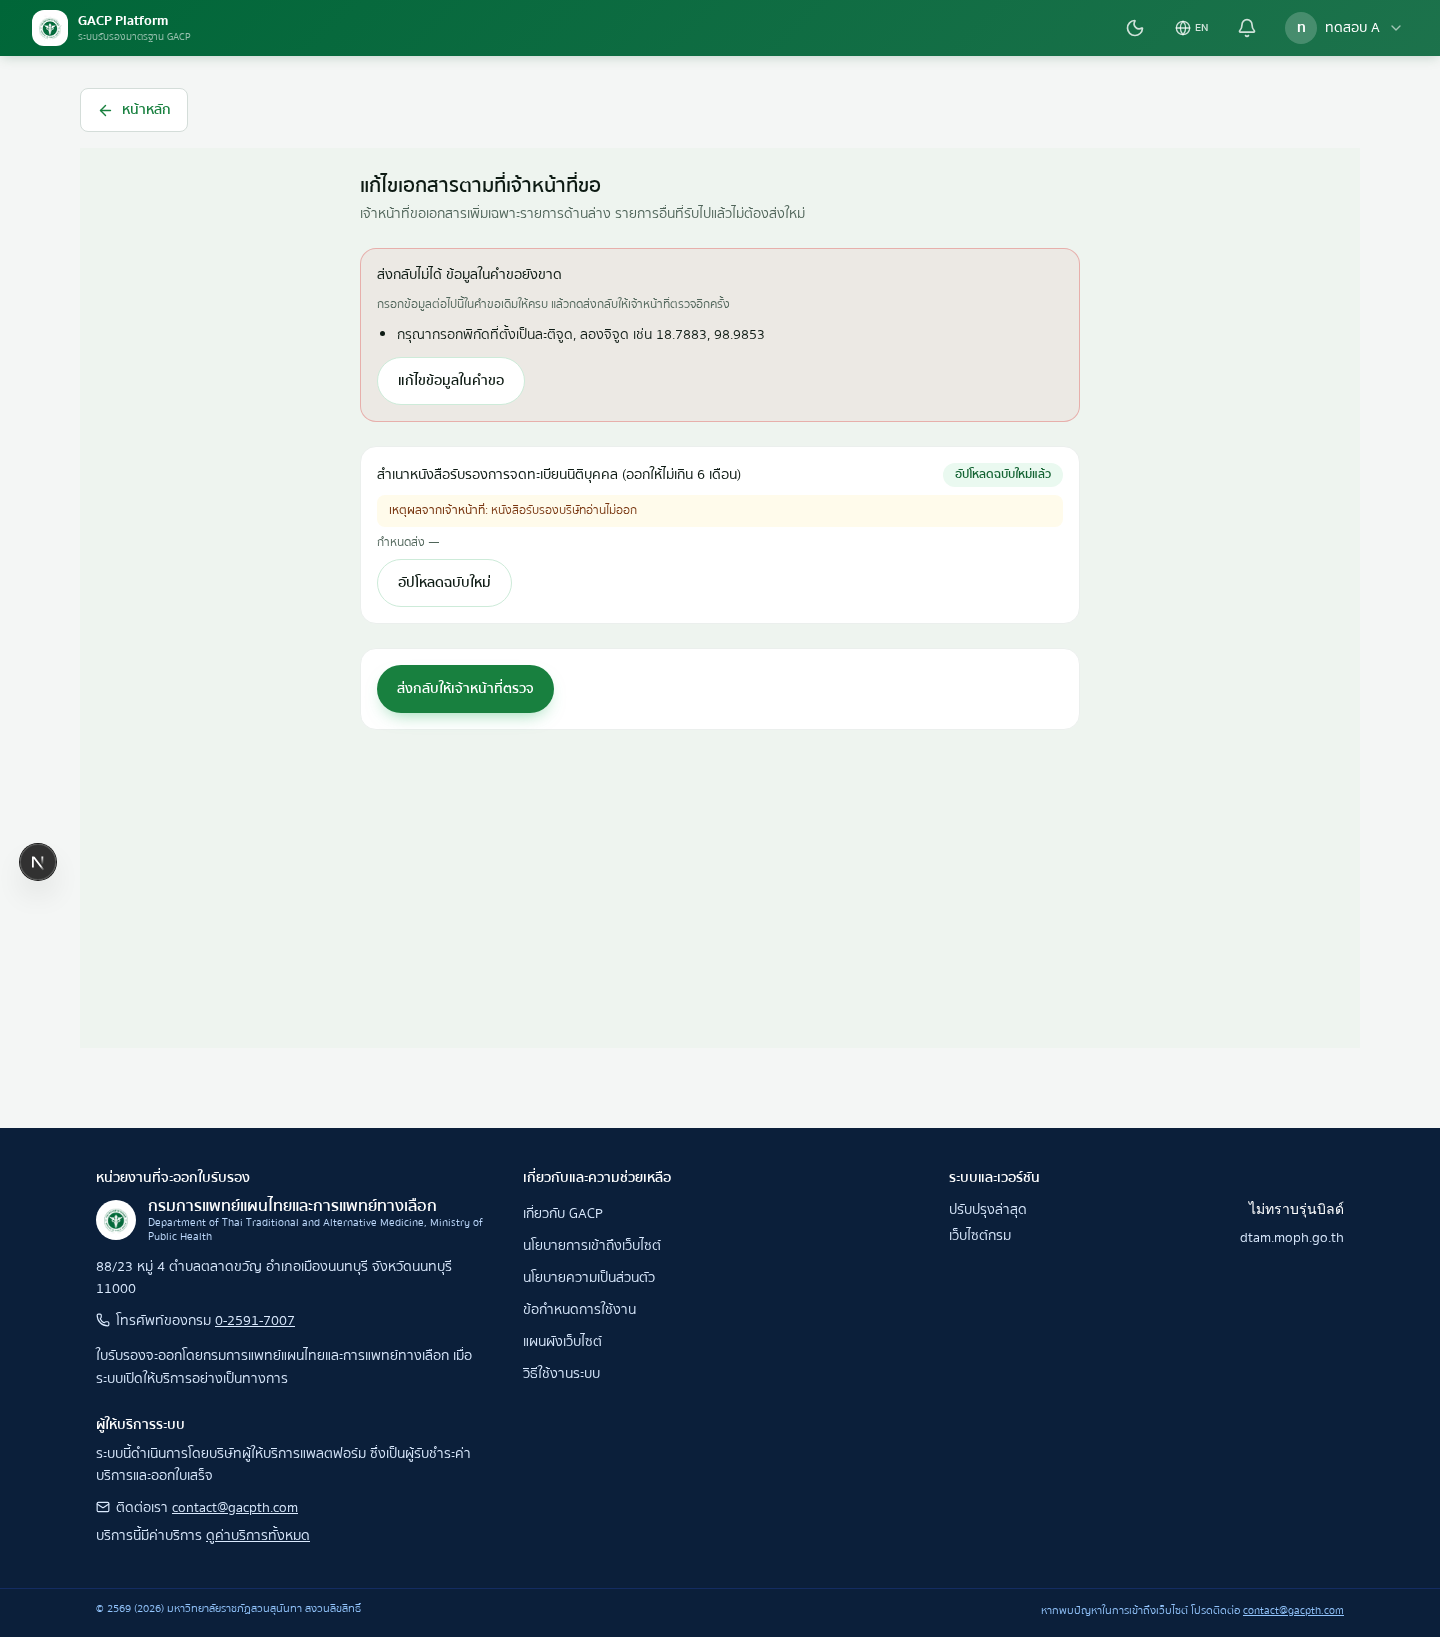 GACP Platform
ระบบรับรองมาตรฐาน GACP
EN
ท ทดสอบ A
หน้าหลัก
แก้ไขเอกสารตามที่เจ้าหน้าที่ขอ
เจ้าหน้าที่ขอเอกสารเพิ่มเฉพาะรายการด้านล่าง รายการอื่นที่รับไปแล้วไม่ต้องส่งใหม่
ส่งกลับไม่ได้ ข้อมูลในคำขอยังขาด
กรอกข้อมูลต่อไปนี้ในคำขอเดิมให้ครบ แล้วกดส่งกลับให้เจ้าหน้าที่ตรวจอีกครั้ง
กรุณากรอกพิกัดที่ตั้งเป็นละติจูด, ลองจิจูด เช่น 18.7883, 98.9853
แก้ไขข้อมูลในคำขอ
สำเนาหนังสือรับรองการจดทะเบียนนิติบุคคล (ออกให้ไม่เกิน 6 เดือน)
อัปโหลดฉบับใหม่แล้ว
เหตุผลจากเจ้าหน้าที่: หนังสือรับรองบริษัทอ่านไม่ออก
กำหนดส่ง —
อัปโหลดฉบับใหม่
ส่งกลับให้เจ้าหน้าที่ตรวจ
หน่วยงานที่จะออกใบรับรอง
กรมการแพทย์แผนไทยและการแพทย์ทางเลือก
Department of Thai Traditional and Alternative Medicine, Ministry of
Public Health
88/23 หมู่ 4 ตำบลตลาดขวัญ อำเภอเมืองนนทบุรี จังหวัดนนทบุรี
11000
โทรศัพท์ของกรม 0-2591-7007
ใบรับรองจะออกโดยกรมการแพทย์แผนไทยและการแพทย์ทางเลือก เมื่อ
ระบบเปิดให้บริการอย่างเป็นทางการ
ผู้ให้บริการระบบ
ระบบนี้ดำเนินการโดยบริษัทผู้ให้บริการแพลตฟอร์ม ซึ่งเป็นผู้รับชำระค่า
บริการและออกใบเสร็จ
ติดต่อเรา contact@gacpth.com
บริการนี้มีค่าบริการ ดูค่าบริการทั้งหมด
เกี่ยวกับและความช่วยเหลือ
เกี่ยวกับ GACP
นโยบายการเข้าถึงเว็บไซต์
นโยบายความเป็นส่วนตัว
ข้อกำหนดการใช้งาน
แผนผังเว็บไซต์
วิธีใช้งานระบบ
ระบบและเวอร์ชัน
ปรับปรุงล่าสุด ไม่ทราบรุ่นบิลด์
เว็บไซต์กรม dtam.moph.go.th
© 2569 (2026) มหาวิทยาลัยราชภัฏสวนสุนันทา สงวนลิขสิทธิ์
หากพบปัญหาในการเข้าถึงเว็บไซต์ โปรดติดต่อ contact@gacpth.com